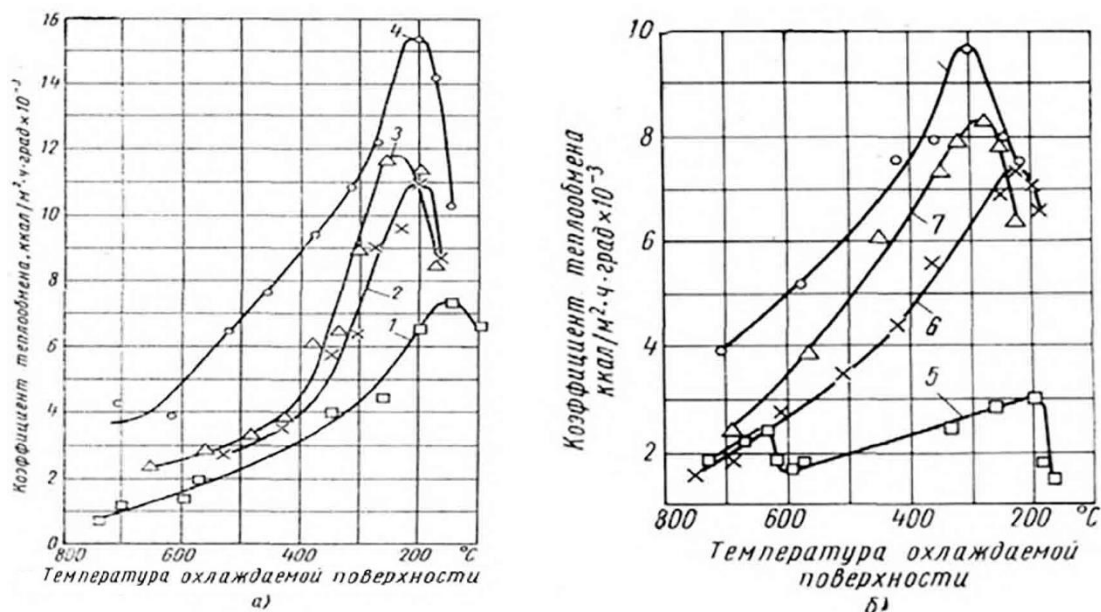 Коэффициент теплообмена, ккал/м²·ч·град×10⁻³
16
14
12
10
8
6
4
2
0
4
3
2
1
800
600
400
200
°C
Температура охлаждаемой поверхности
а)
Коэффициент теплообмена
ккал/м²·ч·град×10⁻³
10
8
6
4
2
7
6
5
800
600
400
200
°C
Температура охлаждаемой
поверхности
б)